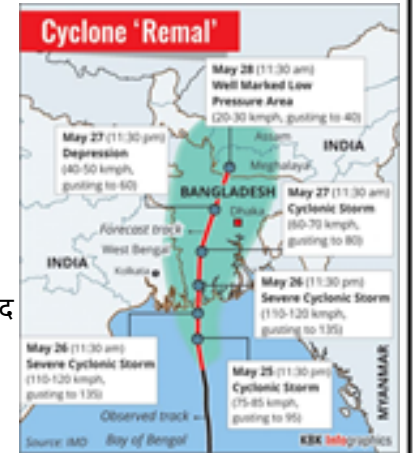 Cyclone ‘Remal’
May 28 (11:30 am)
Well Marked Low
Pressure Area
(20-30 kmph, gusting to 40)
May 27 (11:30 pm)
Depression
(40-50 kmph,
gusting to 60)
Assam
INDIA
Meghalaya
BANGLADESH
May 27 (11:30 am)
Cyclonic Storm
(60-70 kmph,
gusting to 80)
Dhaka
Forecast track
West Bengal
INDIA
Kolkata
May 26 (11:30 pm)
Severe Cyclonic Storm
(110-120 kmph,
gusting to 135)
द
May 26 (11:30 am)
Severe Cyclonic Storm
(110-120 kmph,
gusting to 135)
May 25 (11:30 pm)
Cyclonic Storm
(75-85 kmph,
gusting to 95)
MYANMAR
Observed track
Source: IMD
Bay of Bengal
KBK Infographics